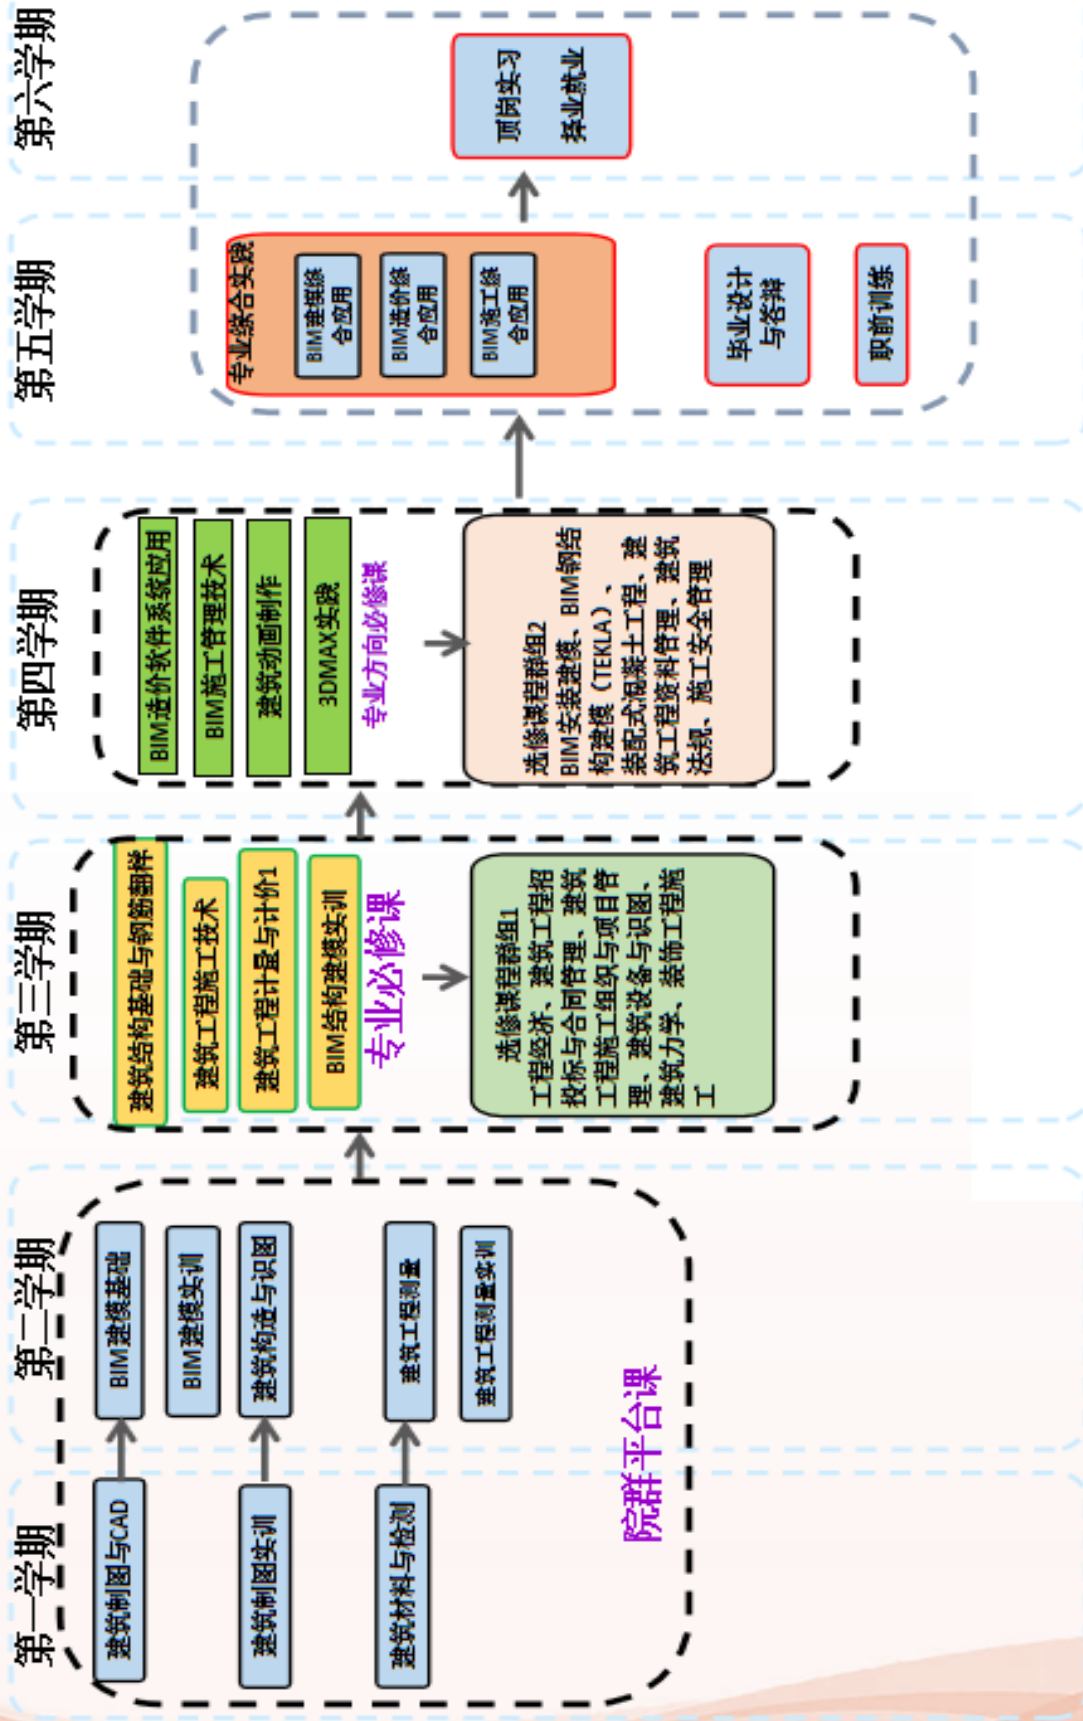 第一学期
建筑制图与CAD
建筑制图实训
建筑材料与检测
第二学期
BIM建模基础
BIM建模实训
建筑构造与识图
建筑工程测量
建筑工程测量实训
院群平台课
第三学期
建筑结构基础与钢筋翻样
建筑工程施工技术
建筑工程计量与计价1
BIM结构建模实训
专业必修课
选修课程群组1
工程经济、建筑工程招
投标与合同管理、建筑
工程施工组织与项目管
理、建筑设备与识图、
建筑力学、装饰工程施
工
第四学期
BIM造价软件系统应用
BIM施工管理技术
建筑动画制作
3DMAX实践
专业方向必修课
选修课程群组2
BIM安装建模、BIM钢结
构建模（TEKLA）、
装配式混凝土工程、建
筑工程资料管理、建筑
法规、施工安全管理
第五学期
专业综合实践
BIM建模综
合应用
BIM造价综
合应用
BIM施工综
合应用
毕业设计
与答辩
职前训练
第六学期
顶岗实习
择业就业